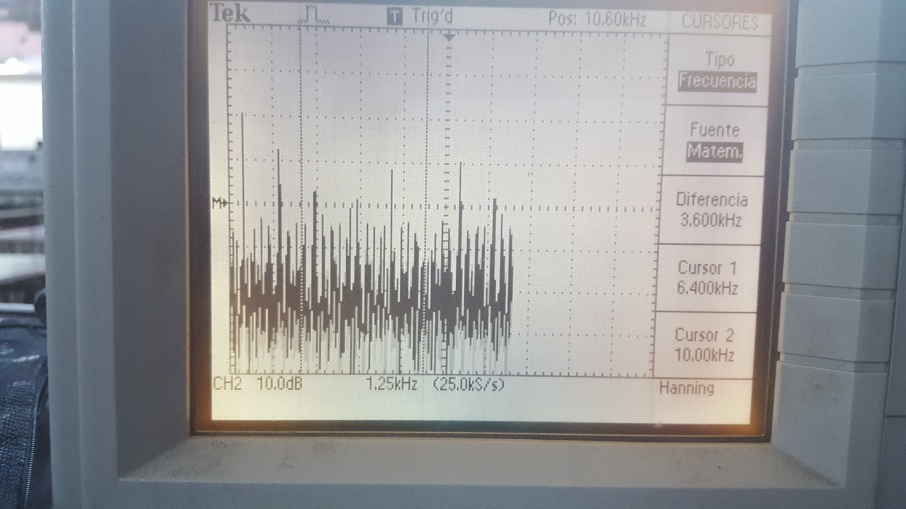 Tek T Trig'd Pos: 10.60kHz CURSORES
Tipo
Frecuencia
Fuente
Matem.
M
Diferencia
3.600kHz
Cursor 1
6.400kHz
Cursor 2
10.00kHz
CH2 10.0dB 1.25kHz (25.0kS/s) Hanning